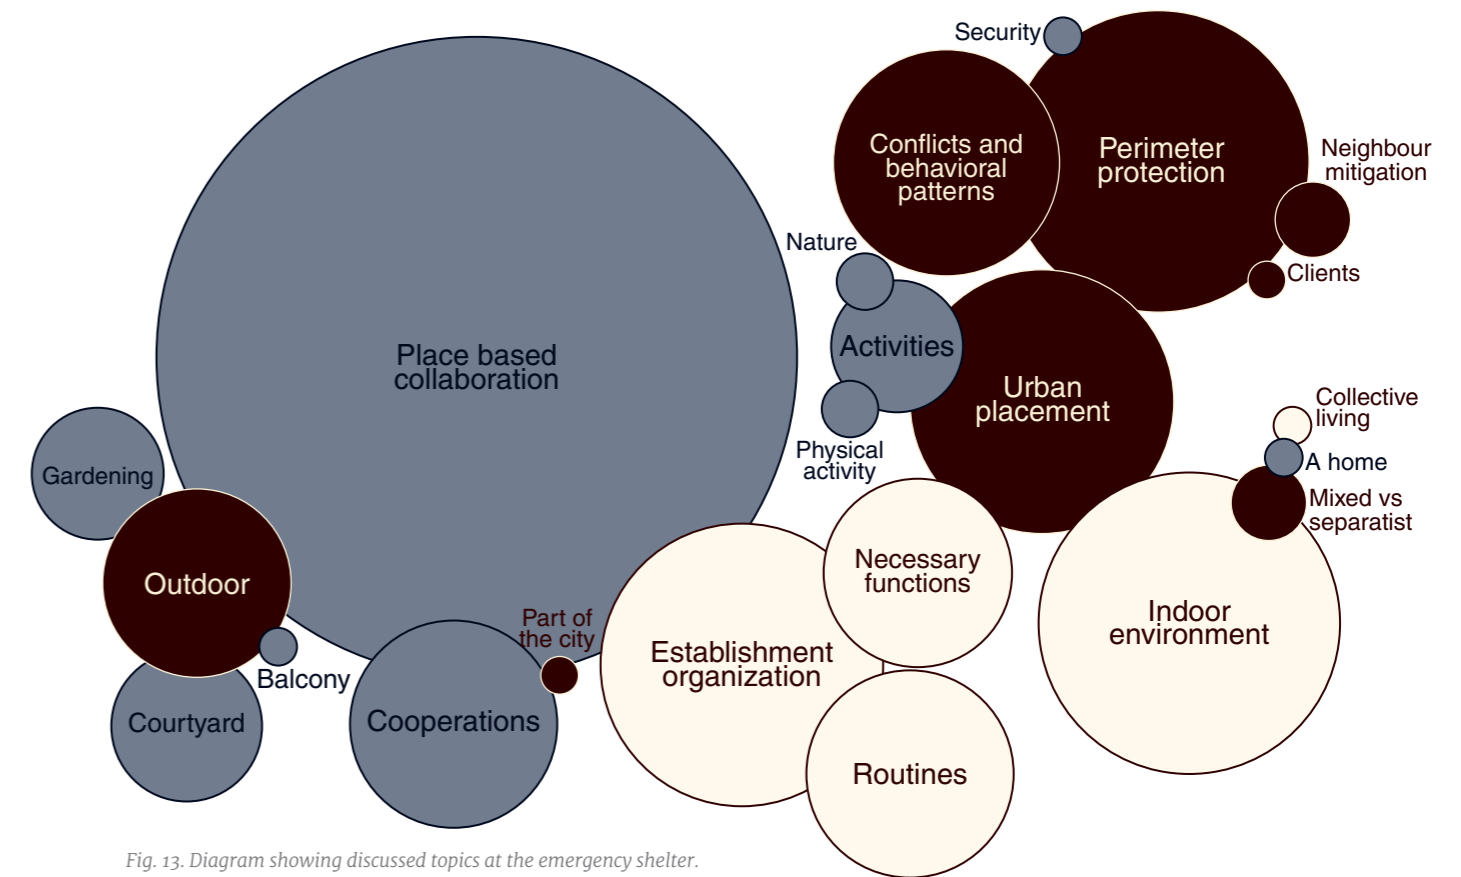 Security
Conflicts and
behavioral
patterns
Perimeter
protection
Neighbour
mitigation
Nature
Clients
Activities
Place based
collaboration
Urban
placement
Collective
living
Physical
activity
A home
Gardening
Mixed vs
separatist
Necessary
functions
Outdoor
Part of
the city
Indoor
environment
Establishment
organization
Balcony
Courtyard
Cooperations
Routines
Fig. 13. Diagram showing discussed topics at the emergency shelter.